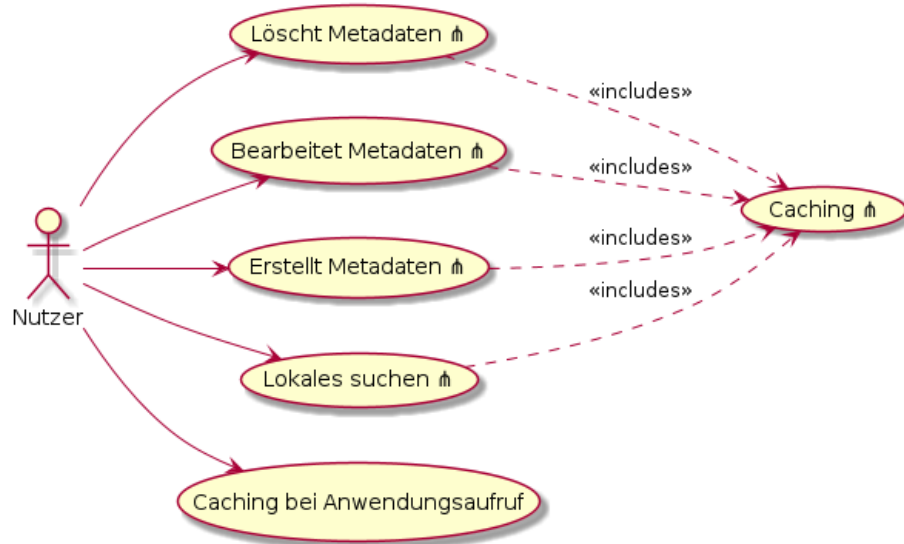 Löscht Metadaten ⋔
«includes»
Bearbeitet Metadaten ⋔
«includes»
Caching ⋔
«includes»
Erstellt Metadaten ⋔
«includes»
Nutzer
Lokales suchen ⋔
Caching bei Anwendungsaufruf